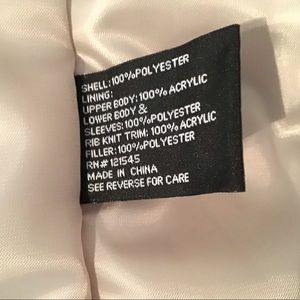 SHELL:100%POLYESTER
LINING:
UPPER BODY:100% ACRYLIC
LOWER BODY &
SLEEVES:100%POLYESTER
RIB KNIT TRIM: 100% ACRYLIC
FILLER: 100%POLYESTER
RN# 121545
MADE IN CHINA
SEE REVERSE FOR CARE